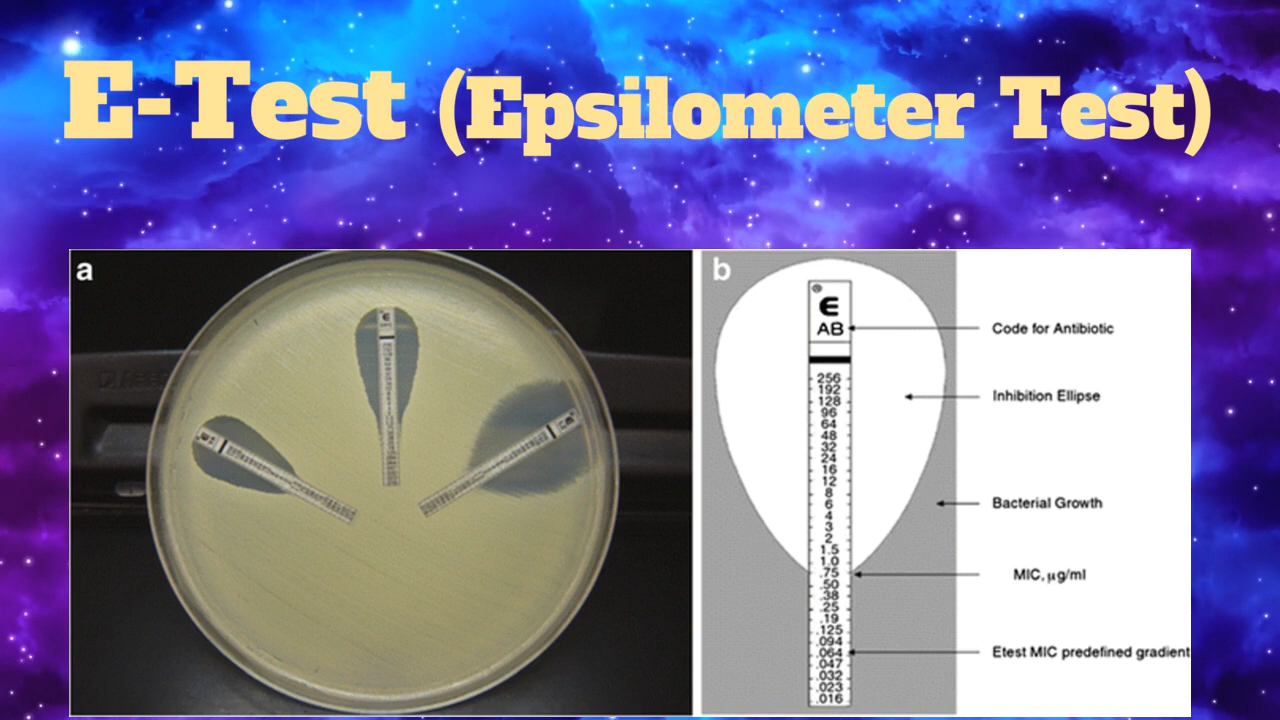 E-Test (Epsilometer Test)
a
b
ϵ
AB
Code for Antibiotic
256
192
128
Inhibition Ellipse
96
64
48
32
24
16
12
8
6
Bacterial Growth
4
3
2
1.5
1.0
.75
MIC, µg/ml
.50
.38
.25
.19
.125
.094
.064
Etest MIC predefined gradient
.047
.032
.023
.016